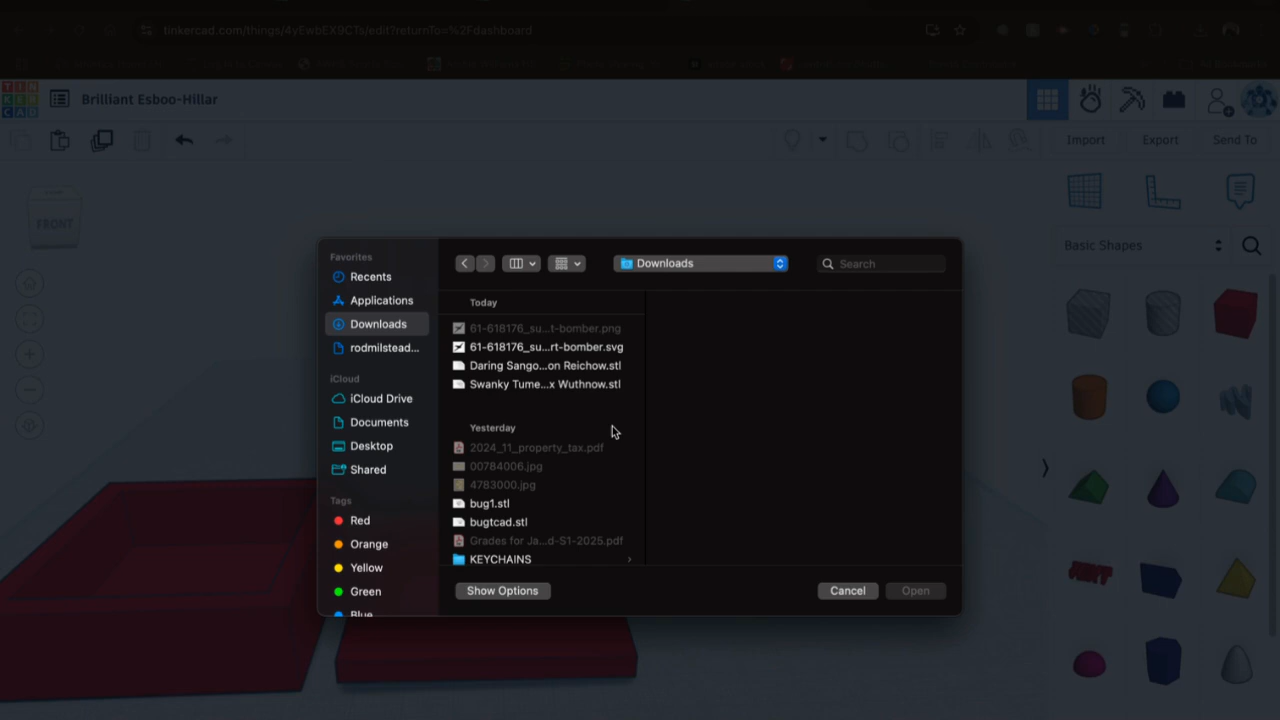 tinkercad.com/things/4yEwbEX9CTs/edit?returnTo=%2Fdashboard
TIN
KER
CAD
Brilliant Esboo-Hillar
Import
Export
Send To
FRONT
Basic Shapes
Favorites
Recents
Applications
Downloads
rodmilstead...
iCloud
iCloud Drive
Documents
Desktop
Shared
Tags
Red
Orange
Yellow
Green
Blue
Downloads
Search
Today
61-618176_su...t-bomber.png
61-618176_su...rt-bomber.svg
Daring Sango...on Reichow.stl
Swanky Tume...x Wuthnow.stl
Yesterday
2024_11_property_tax.pdf
00784006.jpg
4783000.jpg
bug1.stl
bugtcad.stl
Grades for Ja...d-S1-2025.pdf
KEYCHAINS
Show Options
Cancel
Open